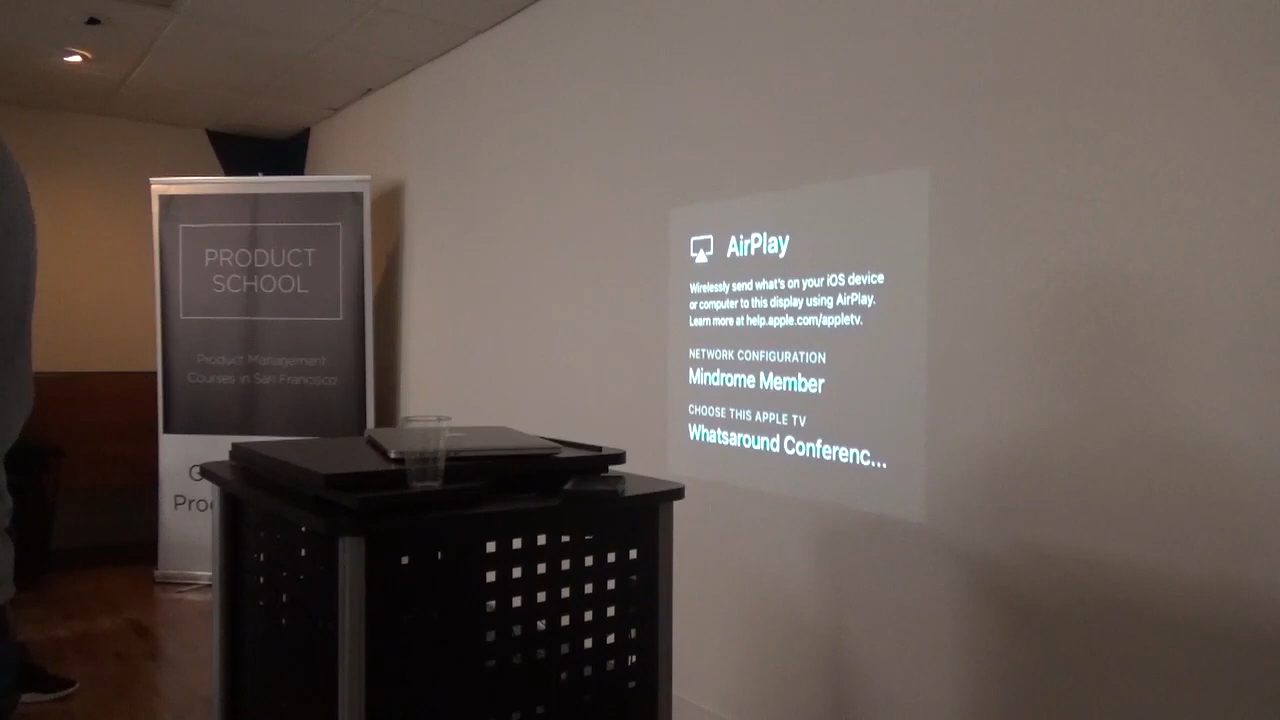 PRODUCT
SCHOOL
Product Management
Courses in San Francisco
AirPlay
Wirelessly send what's on your iOS device
or computer to this display using AirPlay.
Learn more at help.apple.com/appletv.
NETWORK CONFIGURATION
Mindrome Member
CHOOSE THIS APPLE TV
Whatsaround Conferenc...